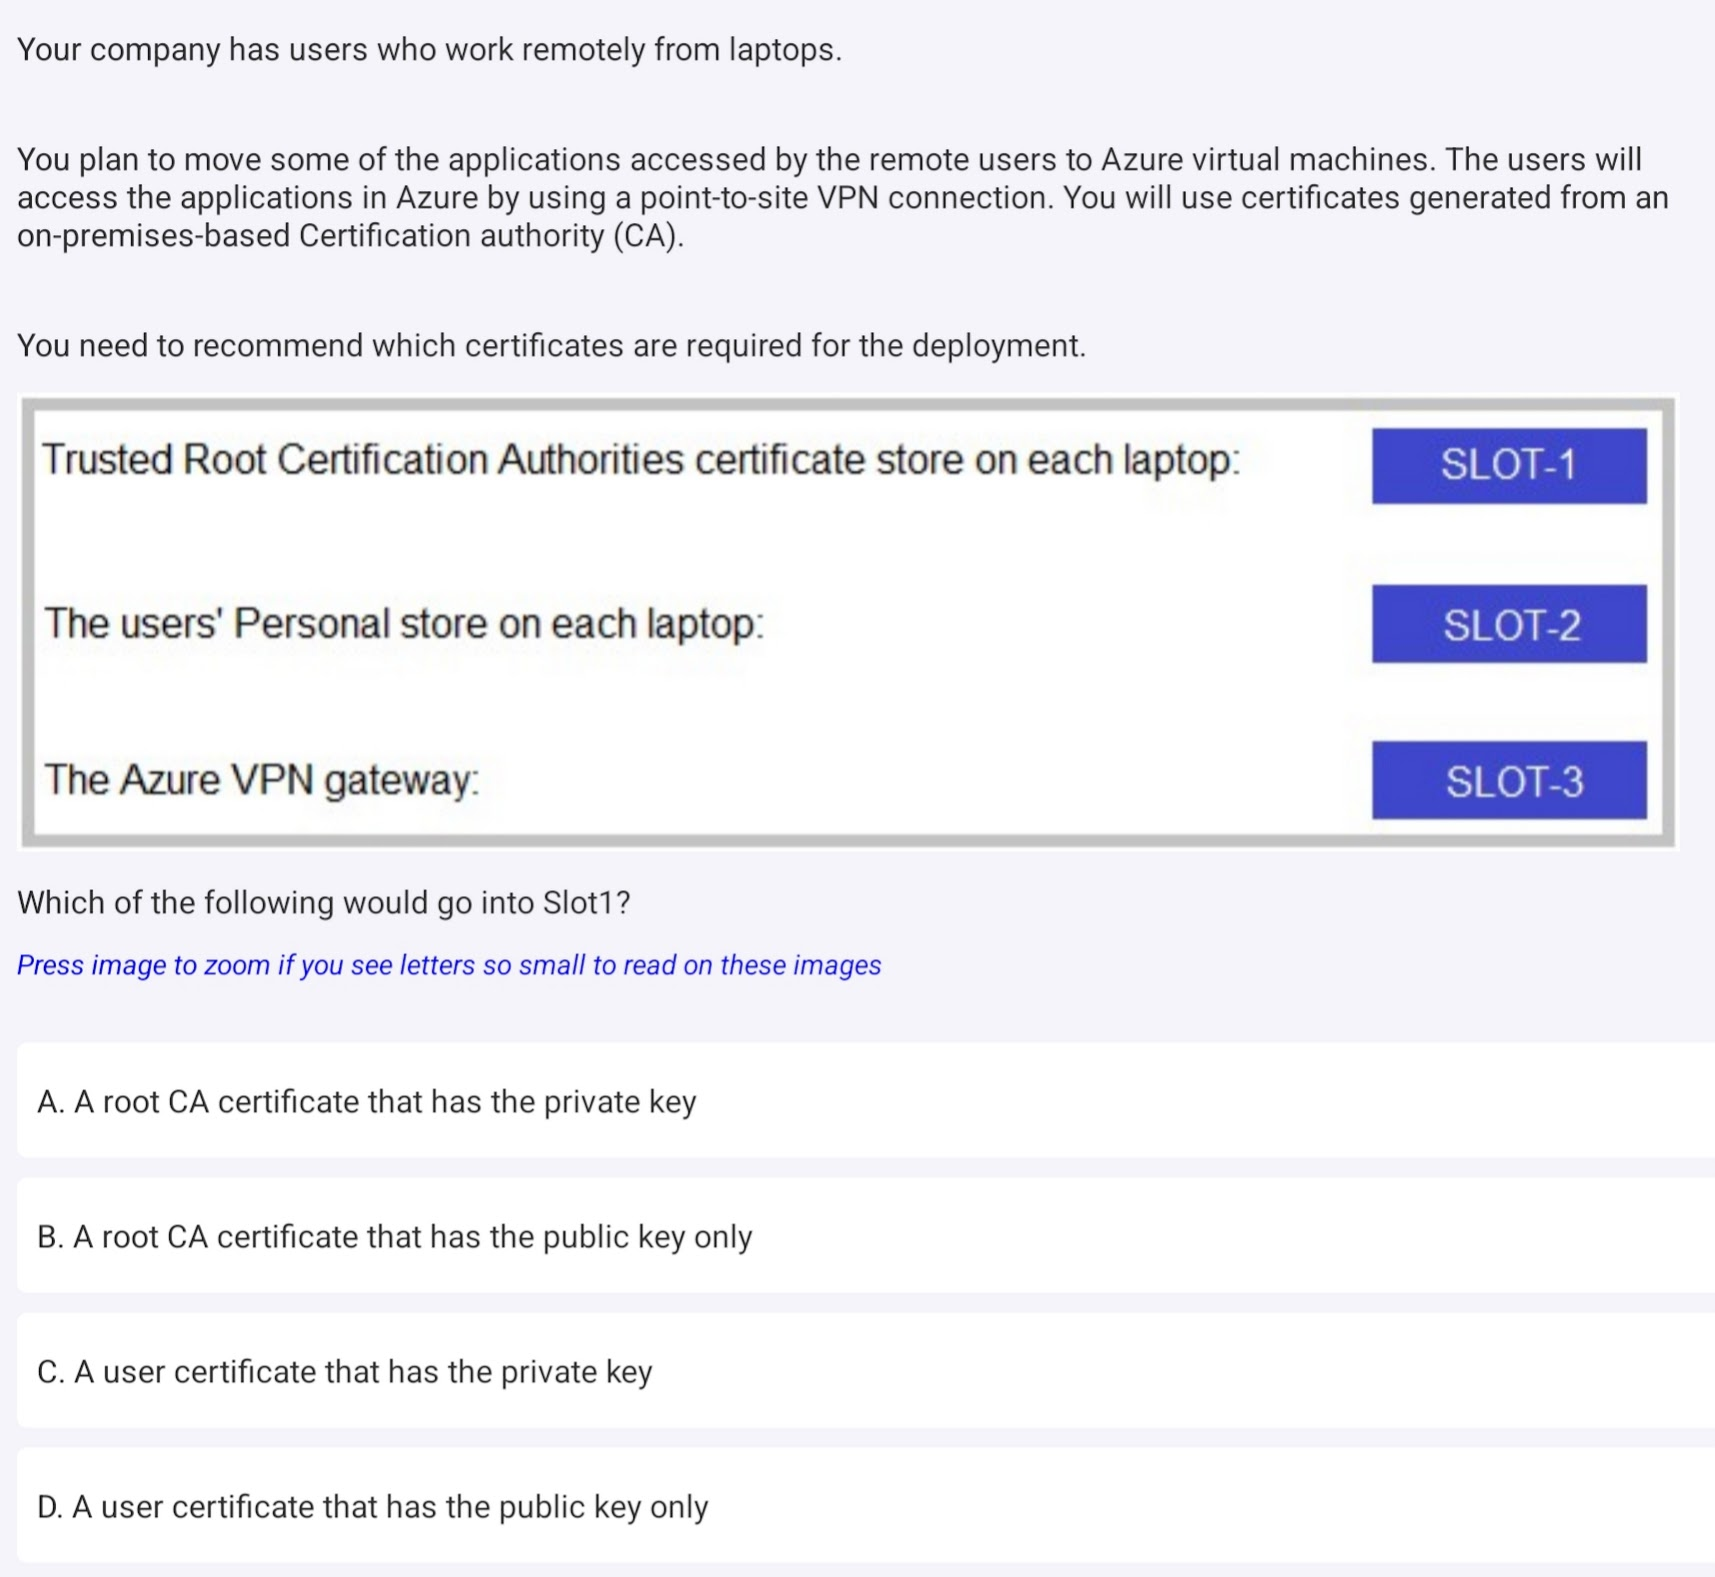 Your company has users who work remotely from laptops.
You plan to move some of the applications accessed by the remote users to Azure virtual machines. The users will
access the applications in Azure by using a point-to-site VPN connection. You will use certificates generated from an
on-premises-based Certification authority (CA).
You need to recommend which certificates are required for the deployment.
Trusted Root Certification Authorities certificate store on each laptop: SLOT-1
The users' Personal store on each laptop: SLOT-2
The Azure VPN gateway: SLOT-3
Which of the following would go into Slot1?
Press image to zoom if you see letters so small to read on these images
A. A root CA certificate that has the private key
B. A root CA certificate that has the public key only
C. A user certificate that has the private key
D. A user certificate that has the public key only